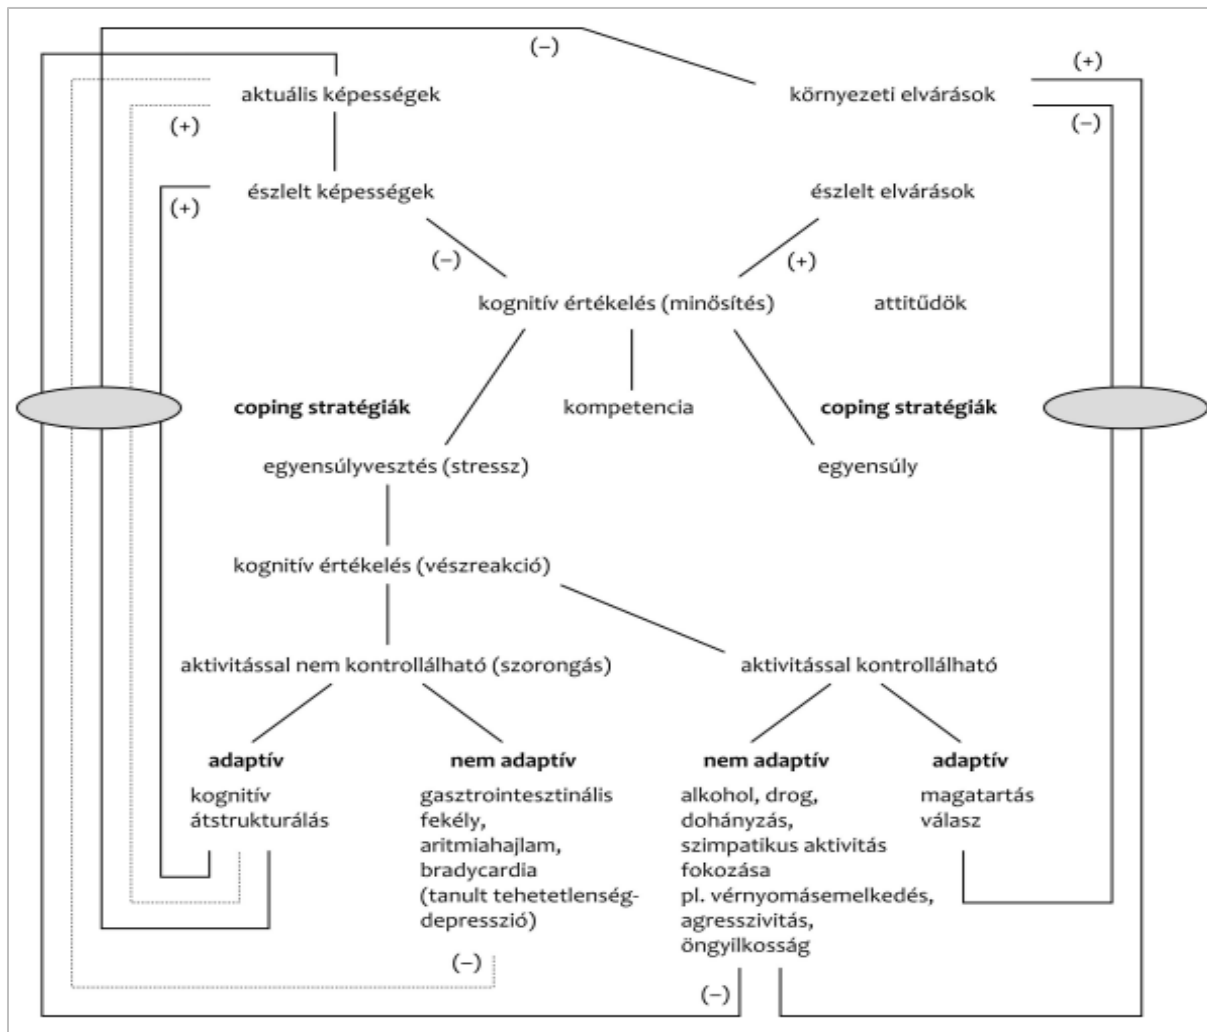 (−)
(+)
aktuális képességek
környezeti elvárások
(+)
(−)
észlelt képességek
észlelt elvárások
(+)
(−)
(+)
kognitív értékelés (minősítés)
attitűdök
coping stratégiák
kompetencia
coping stratégiák
egyensúlyvesztés (stressz)
egyensúly
kognitív értékelés (vészreakció)
aktivitással nem kontrollálható (szorongás)
aktivitással kontrollálható
adaptív
kognitív
átstrukturálás
nem adaptív
gasztrointesztinális
fekély,
aritmiahajlam,
bradycardia
(tanult tehetetlenség-
depresszió)
(−)
nem adaptív
alkohol, drog,
dohányzás,
szimpatikus aktivitás
fokozása
pl. vérnyomásemelkedés,
agresszivitás,
öngyilkosság
(−)
adaptív
magatartás
válasz